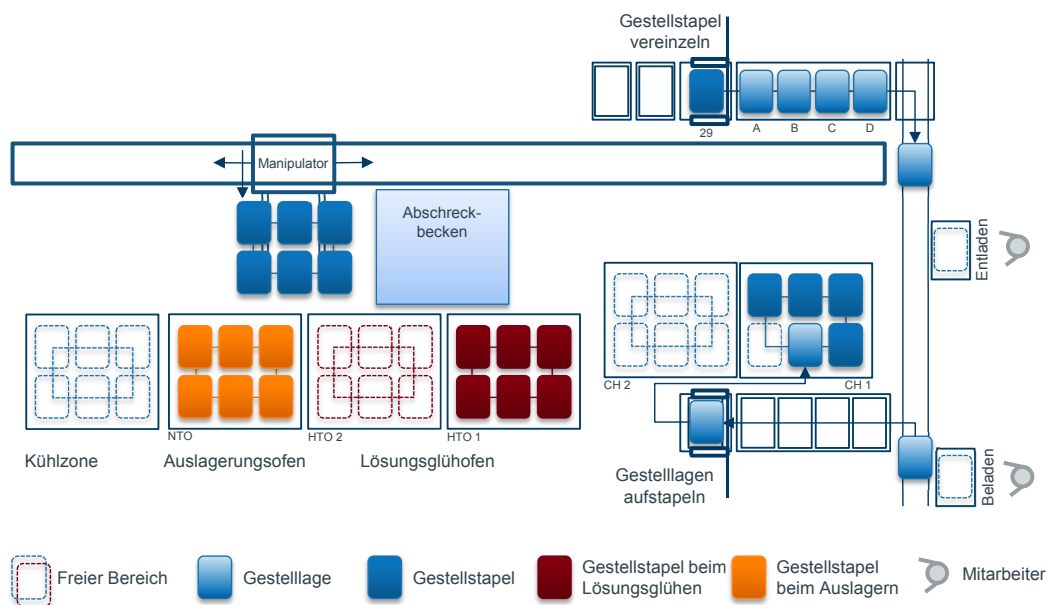 Gestellstapel
vereinzeln
29
A
B
C
D
Manipulator
Abschreck-
becken
Entladen
CH 2
CH 1
NTO
HTO 2
HTO 1
Kühlzone
Auslagerungsofen
Lösungsglühofen
Gestelllagen
aufstapeln
Beladen
Freier Bereich
Gestelllage
Gestellstapel
Gestellstapel beim
Lösungsglühen
Gestellstapel
beim Auslagern
Mitarbeiter